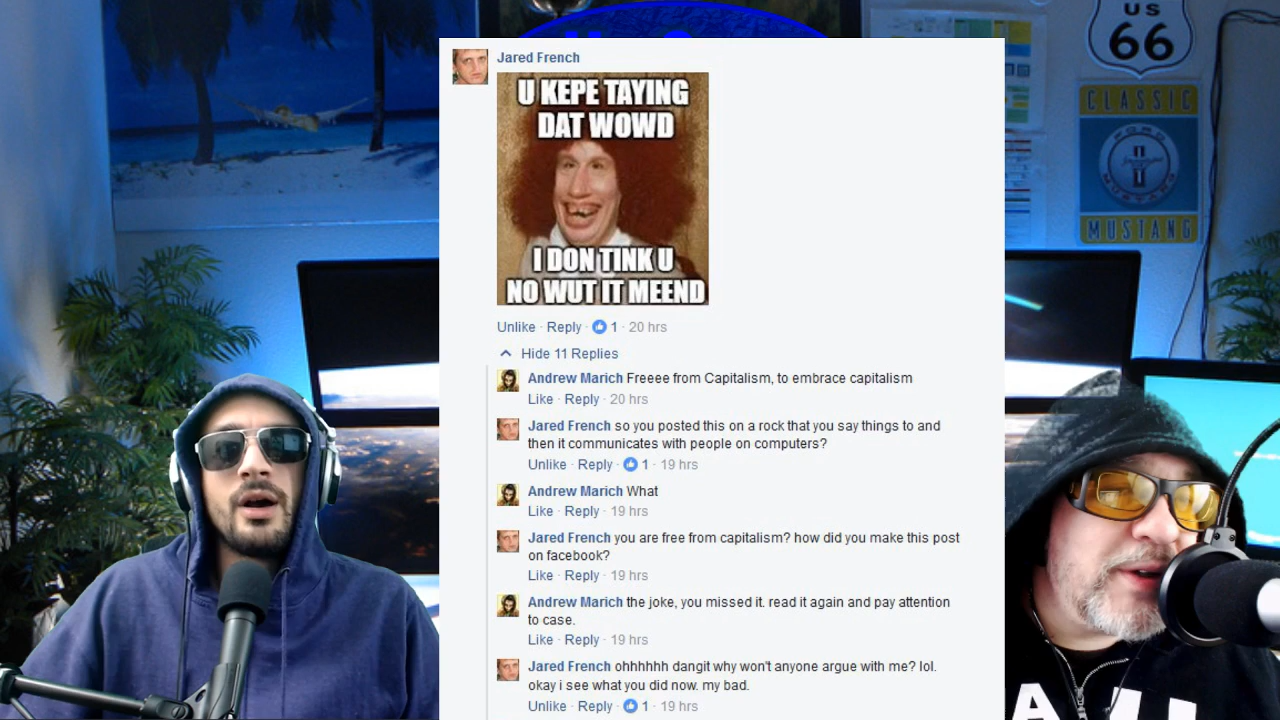 Jared French
U KEPE TAYING
DAT WOWD
I DON TINK U
NO WUT IT MEEND
Unlike · Reply · 1 · 20 hrs
Hide 11 Replies
Andrew Marich Freeee from Capitalism, to embrace capitalism
Like · Reply · 20 hrs
Jared French so you posted this on a rock that you say things to and
then it communicates with people on computers?
Unlike · Reply · 1 · 19 hrs
Andrew Marich What
Like · Reply · 19 hrs
Jared French you are free from capitalism? how did you make this post
on facebook?
Like · Reply · 19 hrs
Andrew Marich the joke, you missed it. read it again and pay attention
to case.
Like · Reply · 19 hrs
Jared French ohhhhhh dangit why won't anyone argue with me? lol.
okay i see what you did now. my bad.
Unlike · Reply · 1 · 19 hrs
US
66
CLASSIC
FORD
MUSTANG